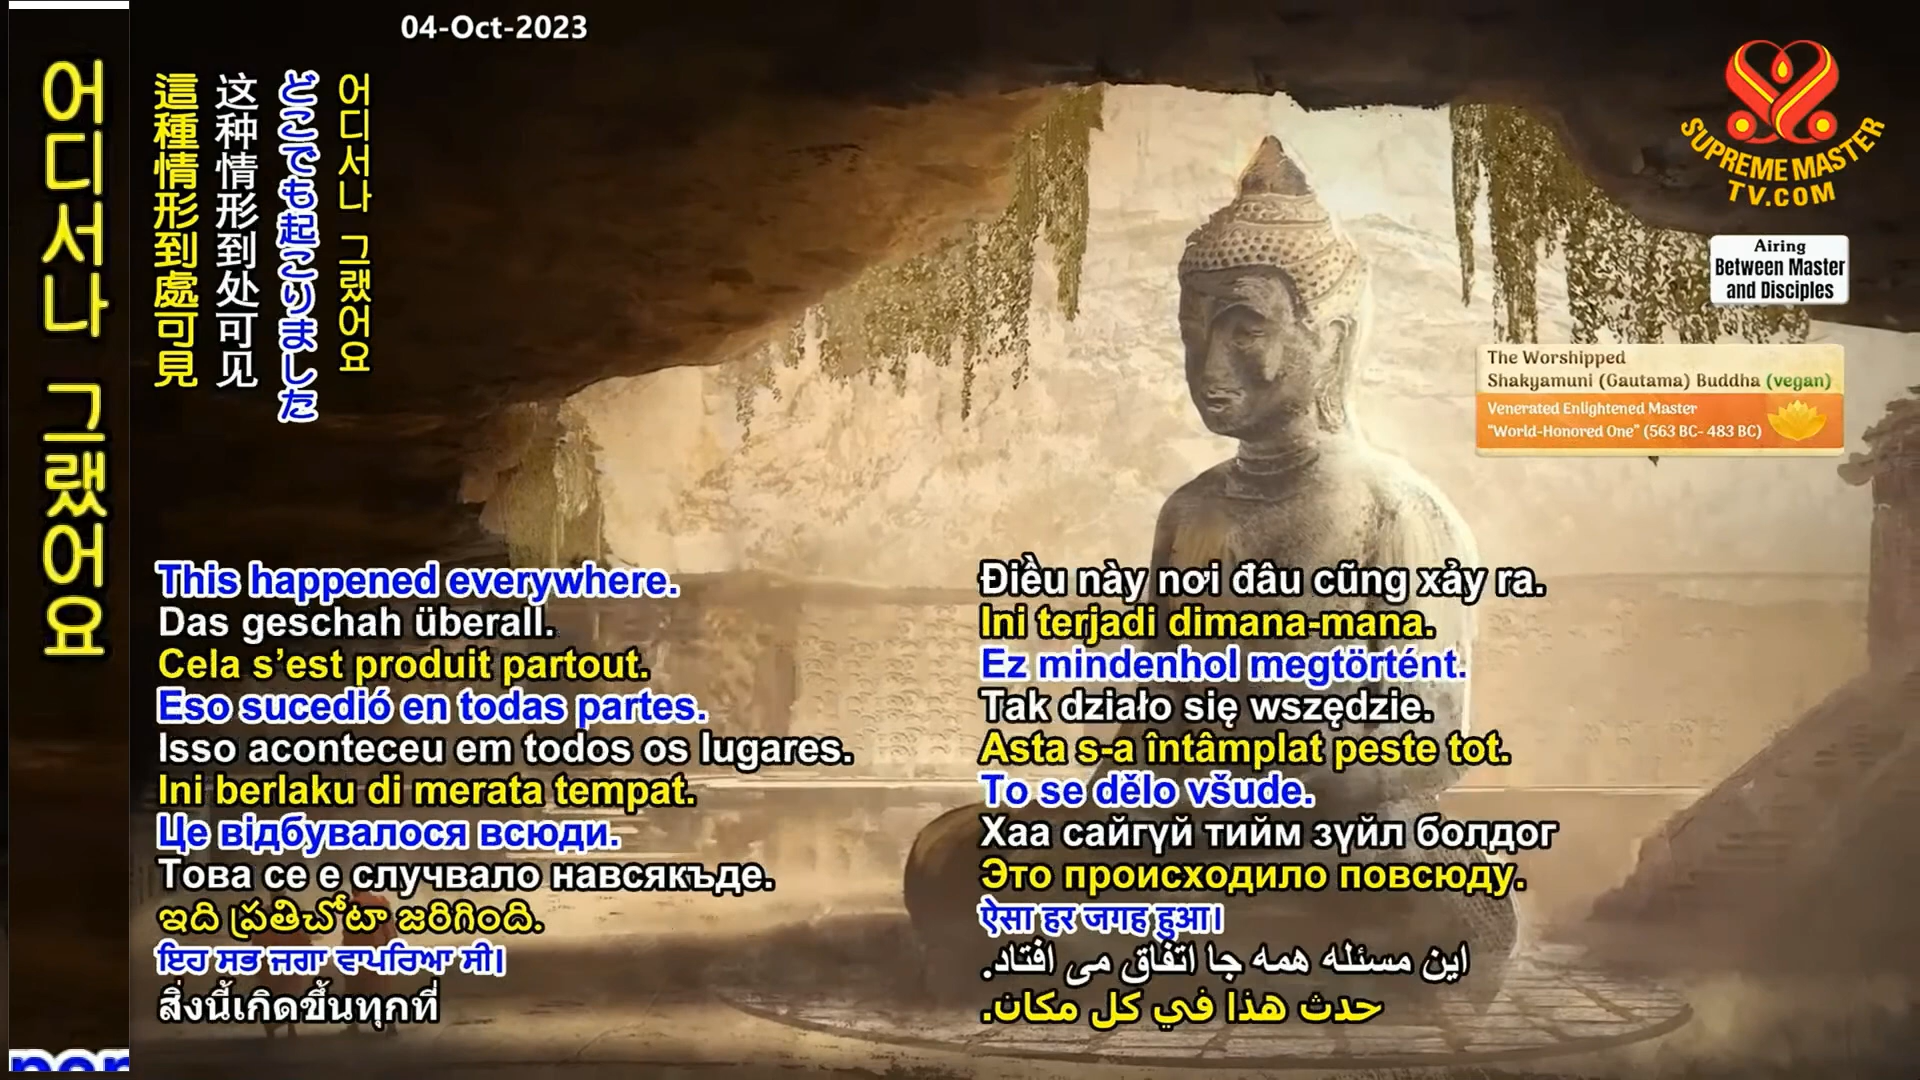 04-Oct-2023
어디서나 그랬어요
這種情形到處可見
这种情形到处可见
どこでも起こりました
어디서나 그랬어요
SUPREME MASTER
TV.COM
Airing
Between Master
and Disciples
The Worshipped
Shakyamuni (Gautama) Buddha (vegan)
Venerated Enlightened Master
“World-Honored One” (563 BC- 483 BC)
This happened everywhere.
Das geschah überall.
Cela s’est produit partout.
Eso sucedió en todas partes.
Isso aconteceu em todos os lugares.
Ini berlaku di merata tempat.
Це відбувалося всюди.
Това се е случвало навсякъде.
ఇది ప్రతిచోటా జరిగింది.
ਇਹ ਸਭ ਜਗਾ ਵਾਪਰਿਆ ਸੀ।
สิ่งนี้เกิดขึ้นทุกที่
Điều này nơi đâu cũng xảy ra.
Ini terjadi dimana-mana.
Ez mindenhol megtörtént.
Tak działo się wszędzie.
Asta s-a întâmplat peste tot.
To se dělo všude.
Хаа сайгүй тийм зүйл болдог
Это происходило повсюду.
ऐसा हर जगह हुआ।
این مسئله همه جا اتفاق می افتاد.
حدث هذا في كل مكان.